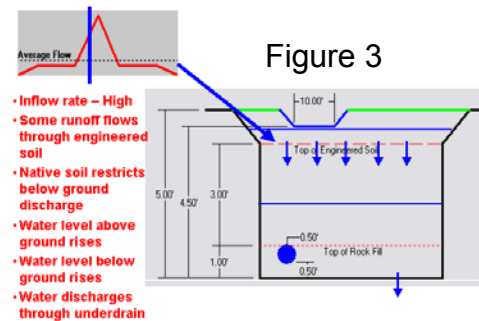 Figure 3
Average Flow
• Inflow rate – High
• Some runoff flows
through engineered
soil
• Native soil restricts
below ground
discharge
• Water level above
ground rises
• Water level below
ground rises
• Water discharges
through underdrain
10.00'
Top of Engineered Soil
5.00'
4.50'
3.00'
0.50'
Top of Rock Fill
1.00'
0.50'